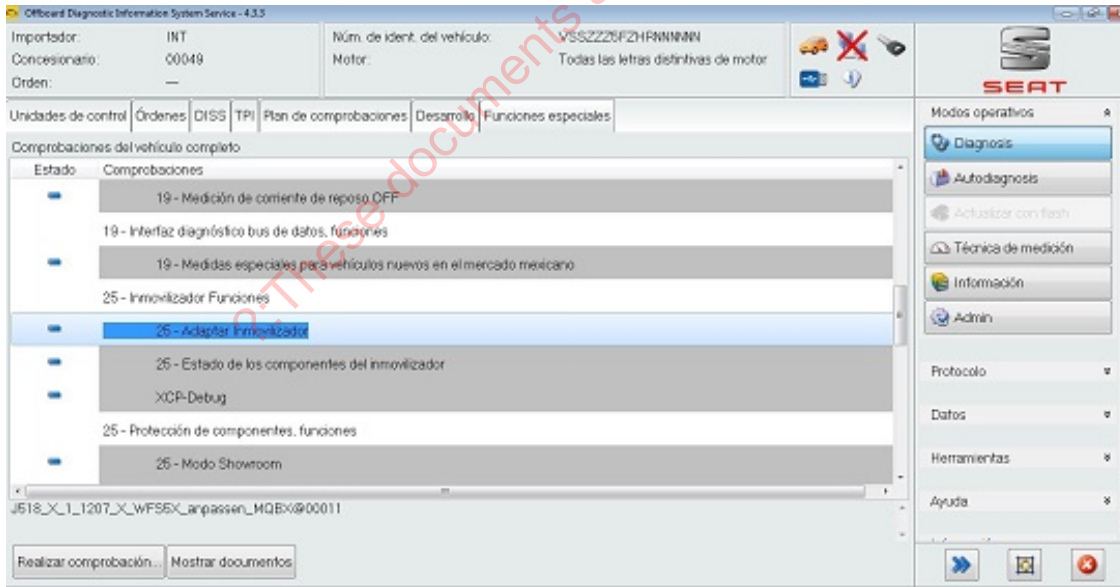 Offboard Diagnostic Information System Service - 4.3.3
Importador: INT Núm. de ident. del vehículo: VSSZZZ5FZHRNNNNNN
Concesionario: 00049 Motor: Todas las letras distintivas de motor
Orden: ---
SEAT
Unidades de control Órdenes DISS TPI Plan de comprobaciones Desarrollo Funciones especiales
Comprobaciones del vehículo completo
Estado Comprobaciones
19 - Medición de corriente de reposo OFF
19 - Interfaz diagnóstico bus de datos, funciones
19 - Medidas especiales para vehículos nuevos en el mercado mexicano
25 - Inmovilizador Funciones
25 - Adaptar Inmovilizador
25 - Estado de los componentes del inmovilizador
XCP-Debug
25 - Protección de componentes, funciones
25 - Modo Showroom
J518_X_1_1207_X_WFS5X_anpassen_MQBX@00011
Realizar comprobación... Mostrar documentos
Modos operativos
Diagnosis
Autodiagnosis
Actualizar con flash
Técnica de medición
Información
Admin
Protocolo
Datos
Herramientas
Ayuda
2.These documents